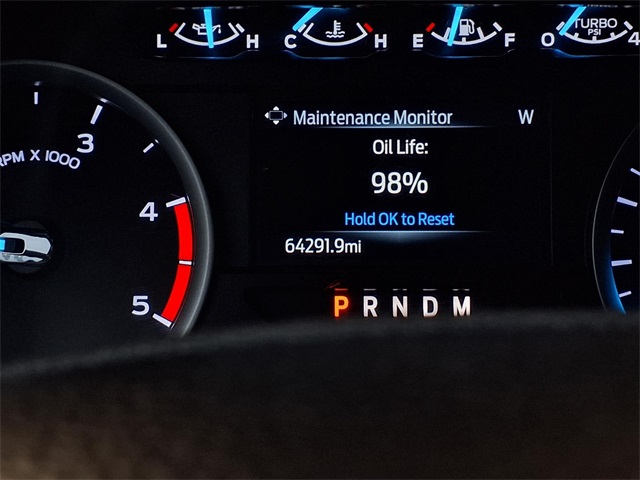 L H C H E F O TURBO 4
PSI
Maintenance Monitor W
Oil Life:
98%
Hold OK to Reset
64291.9mi
P R N D M
3
RPM X 1000
4
5